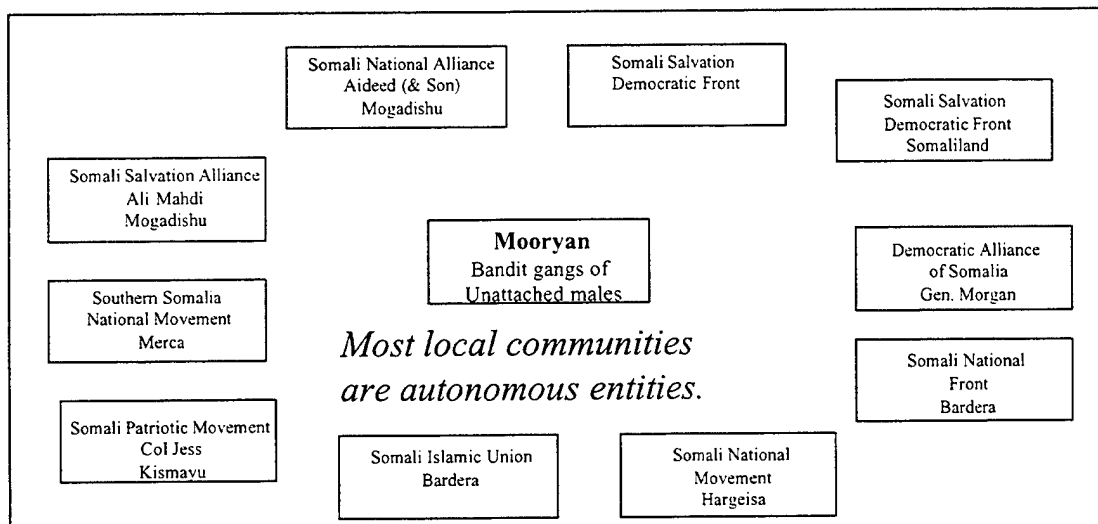 Somali National Alliance
Aideed (& Son)
Mogadishu
Somali Salvation
Democratic Front
Somali Salvation
Democratic Front
Somaliland
Somali Salvation Alliance
Ali Mahdi
Mogadishu
Mooryan
Bandit gangs of
Unattached males
Democratic Alliance
of Somalia
Gen. Morgan
Southern Somalia
National Movement
Merca
Most local communities
are autonomous entities.
Somali National
Front
Bardera
Somali Patriotic Movement
Col Jess
Kismayu
Somali Islamic Union
Bardera
Somali National
Movement
Hargeisa